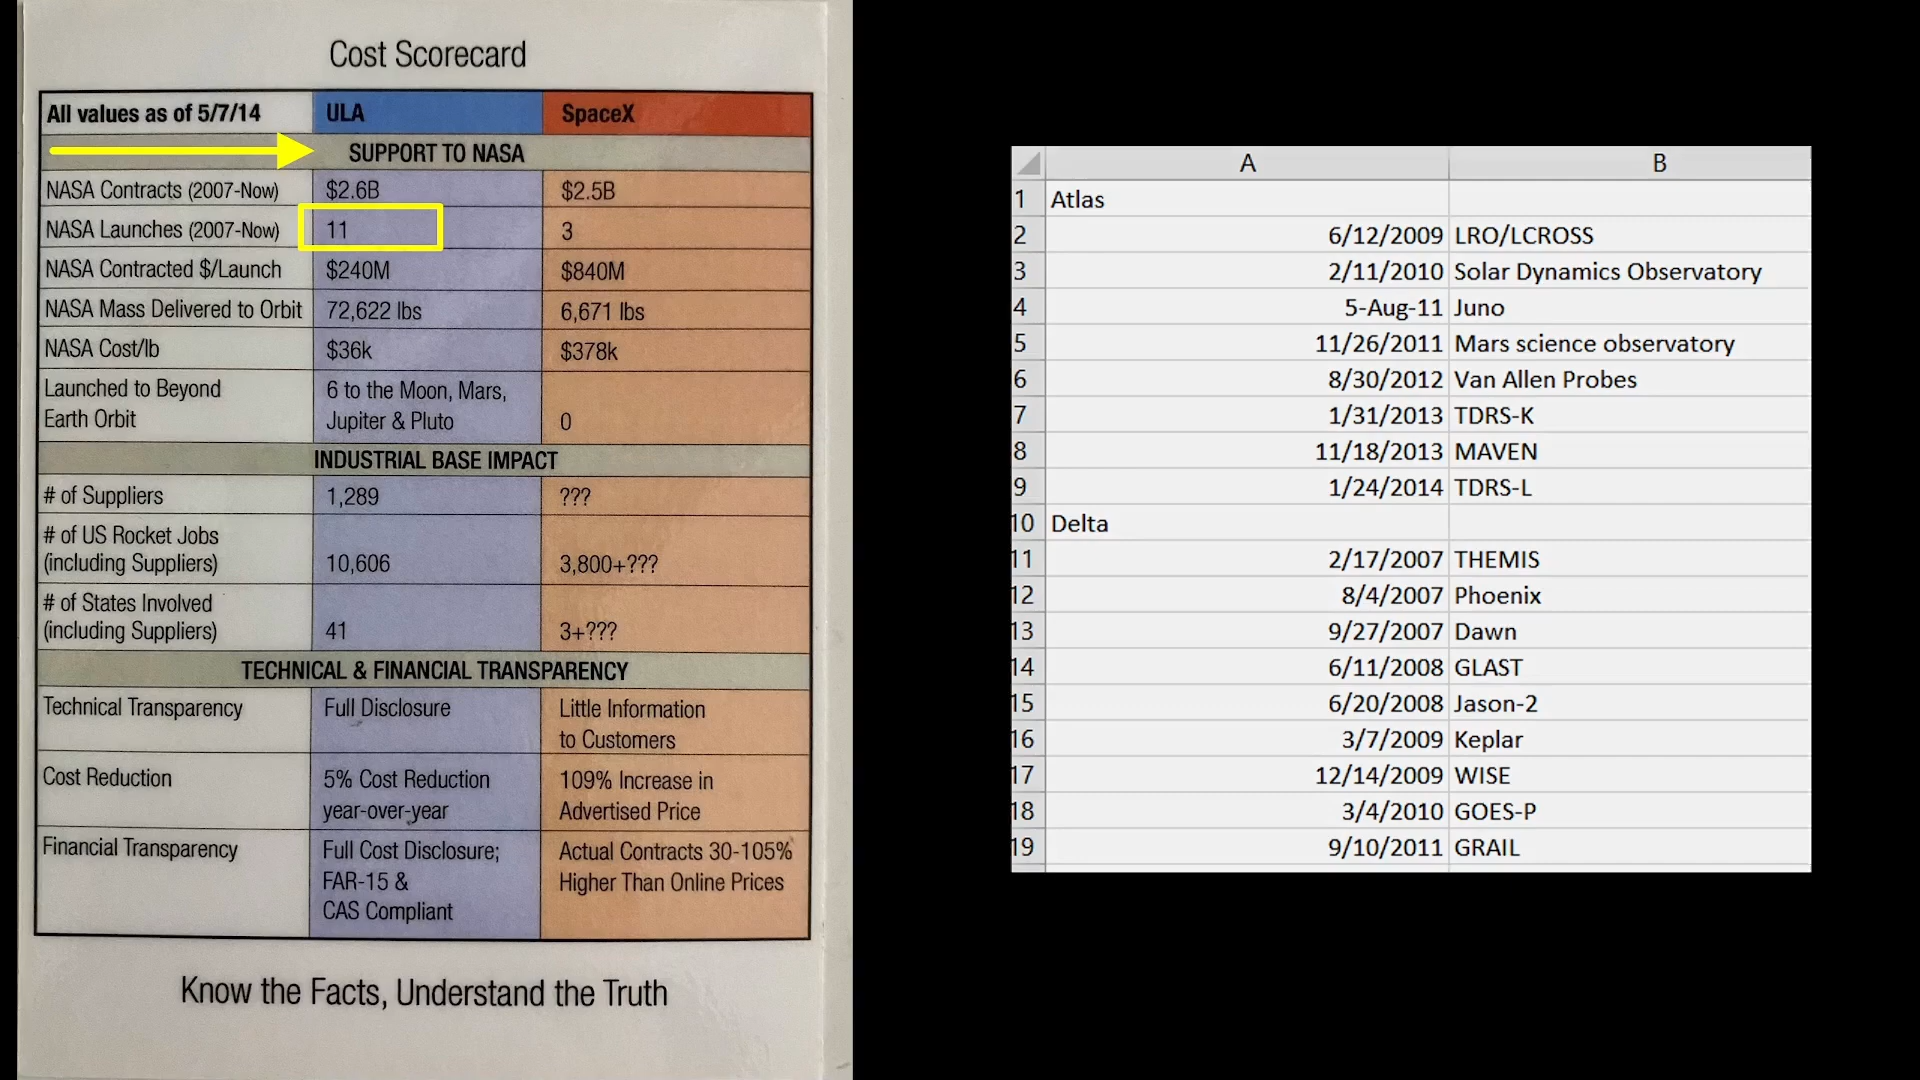 Cost Scorecard
All values as of 5/7/14 ULA SpaceX
SUPPORT TO NASA
NASA Contracts (2007-Now) $2.6B $2.5B
NASA Launches (2007-Now) 11 3
NASA Contracted $/Launch $240M $840M
NASA Mass Delivered to Orbit 72,622 lbs 6,671 lbs
NASA Cost/lb $36k $378k
Launched to Beyond 6 to the Moon, Mars,
Earth Orbit Jupiter & Pluto 0
INDUSTRIAL BASE IMPACT
# of Suppliers 1,289 ???
# of US Rocket Jobs
(including Suppliers) 10,606 3,800+???
# of States Involved
(including Suppliers) 41 3+???
TECHNICAL & FINANCIAL TRANSPARENCY
Technical Transparency Full Disclosure Little Information
to Customers
Cost Reduction 5% Cost Reduction 109% Increase in
year-over-year Advertised Price
Financial Transparency Full Cost Disclosure; Actual Contracts 30-105%
FAR-15 & Higher Than Online Prices
CAS Compliant
Know the Facts, Understand the Truth
A B
1 Atlas
2 6/12/2009 LRO/LCROSS
3 2/11/2010 Solar Dynamics Observatory
4 5-Aug-11 Juno
5 11/26/2011 Mars science observatory
6 8/30/2012 Van Allen Probes
7 1/31/2013 TDRS-K
8 11/18/2013 MAVEN
9 1/24/2014 TDRS-L
10 Delta
11 2/17/2007 THEMIS
12 8/4/2007 Phoenix
13 9/27/2007 Dawn
14 6/11/2008 GLAST
15 6/20/2008 Jason-2
16 3/7/2009 Keplar
17 12/14/2009 WISE
18 3/4/2010 GOES-P
19 9/10/2011 GRAIL